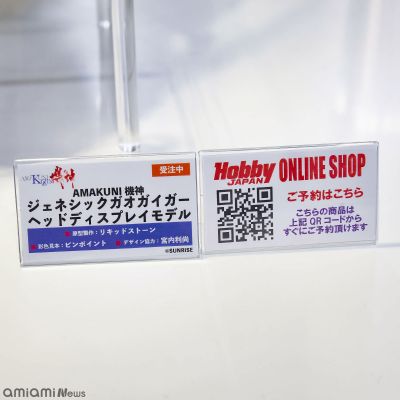 機神
受注中
AMAKUNI 機神
ジェネシックガオガイガー
ヘッドディスプレイモデル
原型製作：リキッドストーン
彩色見本：ピンポイント デザイン協力：宮内利尚
©SUNRISE
Hobby JAPAN ONLINE SHOP
ご予約はこちら
こちらの商品は
上記QRコードから
すぐにご予約頂けます
amiami News